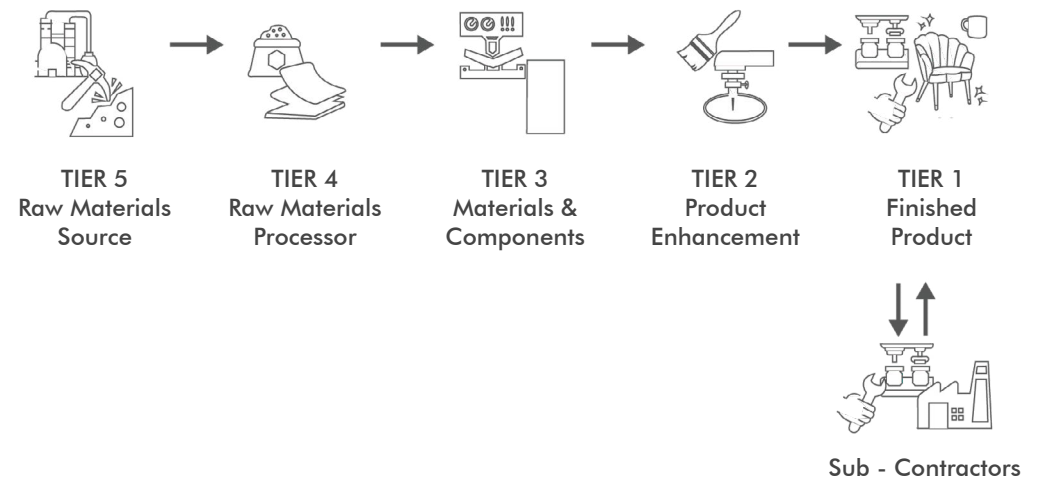 TIER 5
Raw Materials
Source
TIER 4
Raw Materials
Processor
TIER 3
Materials &
Components
TIER 2
Product
Enhancement
TIER 1
Finished
Product
Sub - Contractors